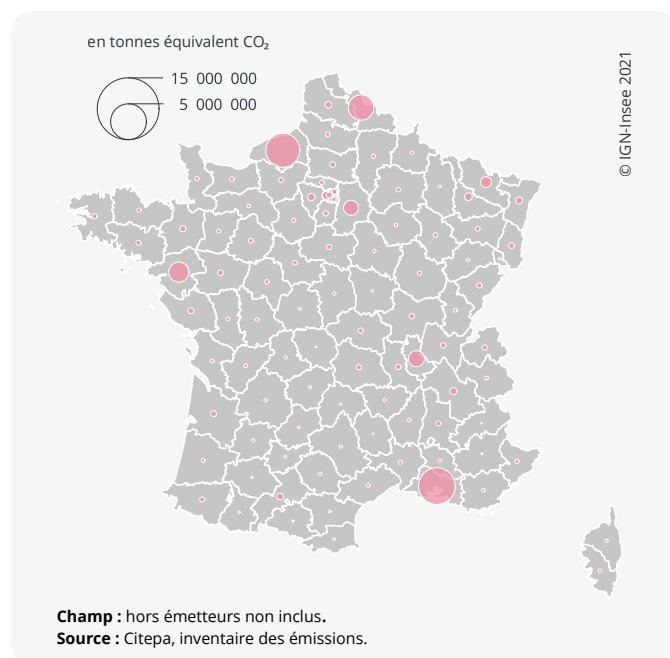 en tonnes équivalent CO₂
15 000 000
5 000 000
© IGN-Insee 2021
Champ : hors émetteurs non inclus.
Source : Citepa, inventaire des émissions.